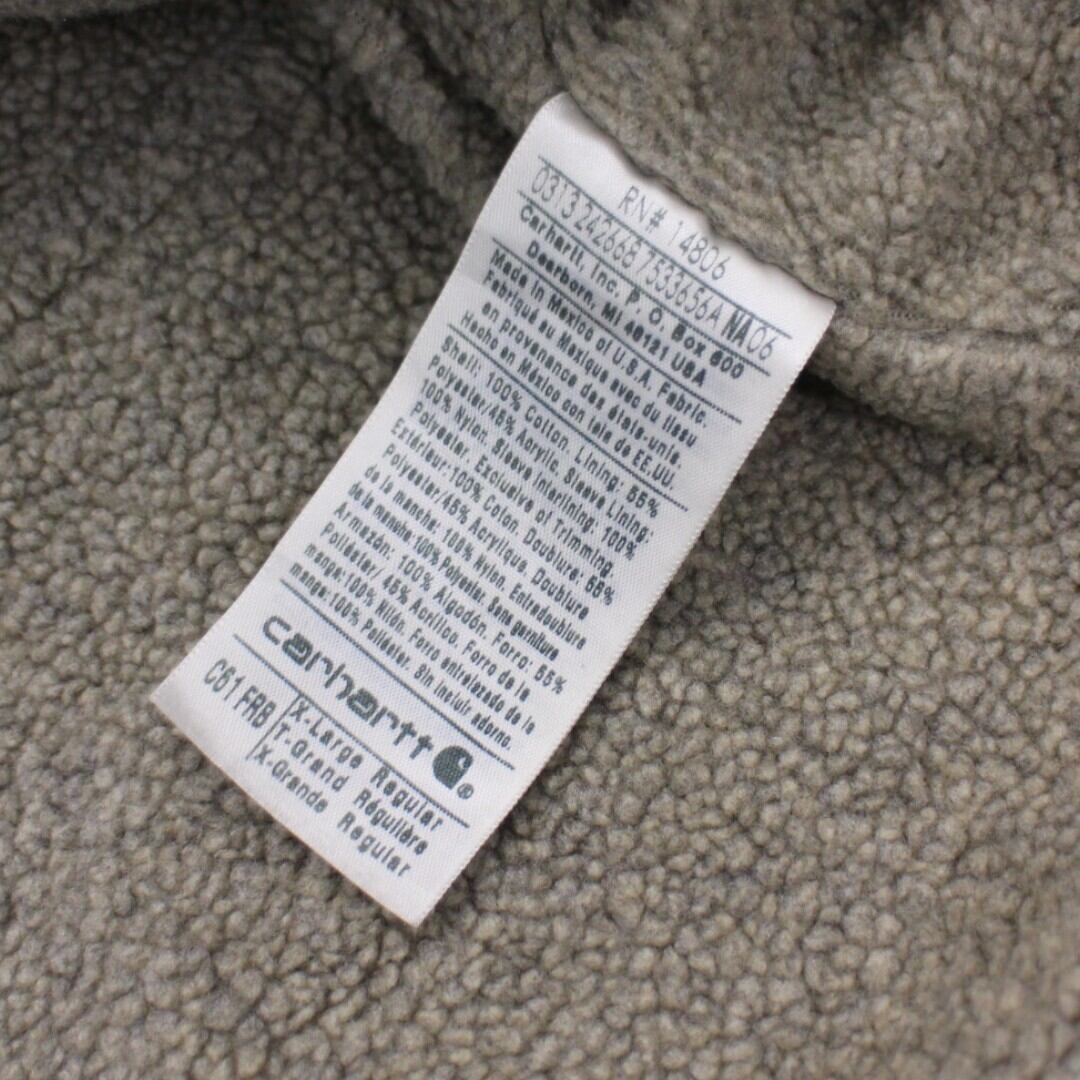 RN# 14806
0313 242668 7533656A NA 06
Carhartt, Inc. P. O. Box 600
Dearborn, MI 48121 USA
Made in Mexico of U.S.A. Fabric.
Fabriqué au Mexique avec du tissu
en provenance des états-unis.
Hecho en México con tela de EE.UU.
Shell: 100% Cotton. Lining: 55%
Polyester/45% Acrylic. Sleeve Lining:
100% Nylon. Sleeve Interlining. 100%
Polyester. Exclusive of Trimming.
Extérieur:100% Coton. Doublure: 55%
Polyester/45% Acrylique. Doublure
de la manche: 100% Nylon. Entredoublure
de la manche:100% Polyester. Sans garniture.
Armazón: 100% Algodón. Forro: 55%
Poliéster/ 45% Acrílico. Forro de la
manga:100% Nilón. Forro entrelazado de la
manga:100% Poliéster. Sin incluir adorno.
carhartt ®
C61 FRB X-Large Regular
T-Grand Régulière
X-Grande Regular